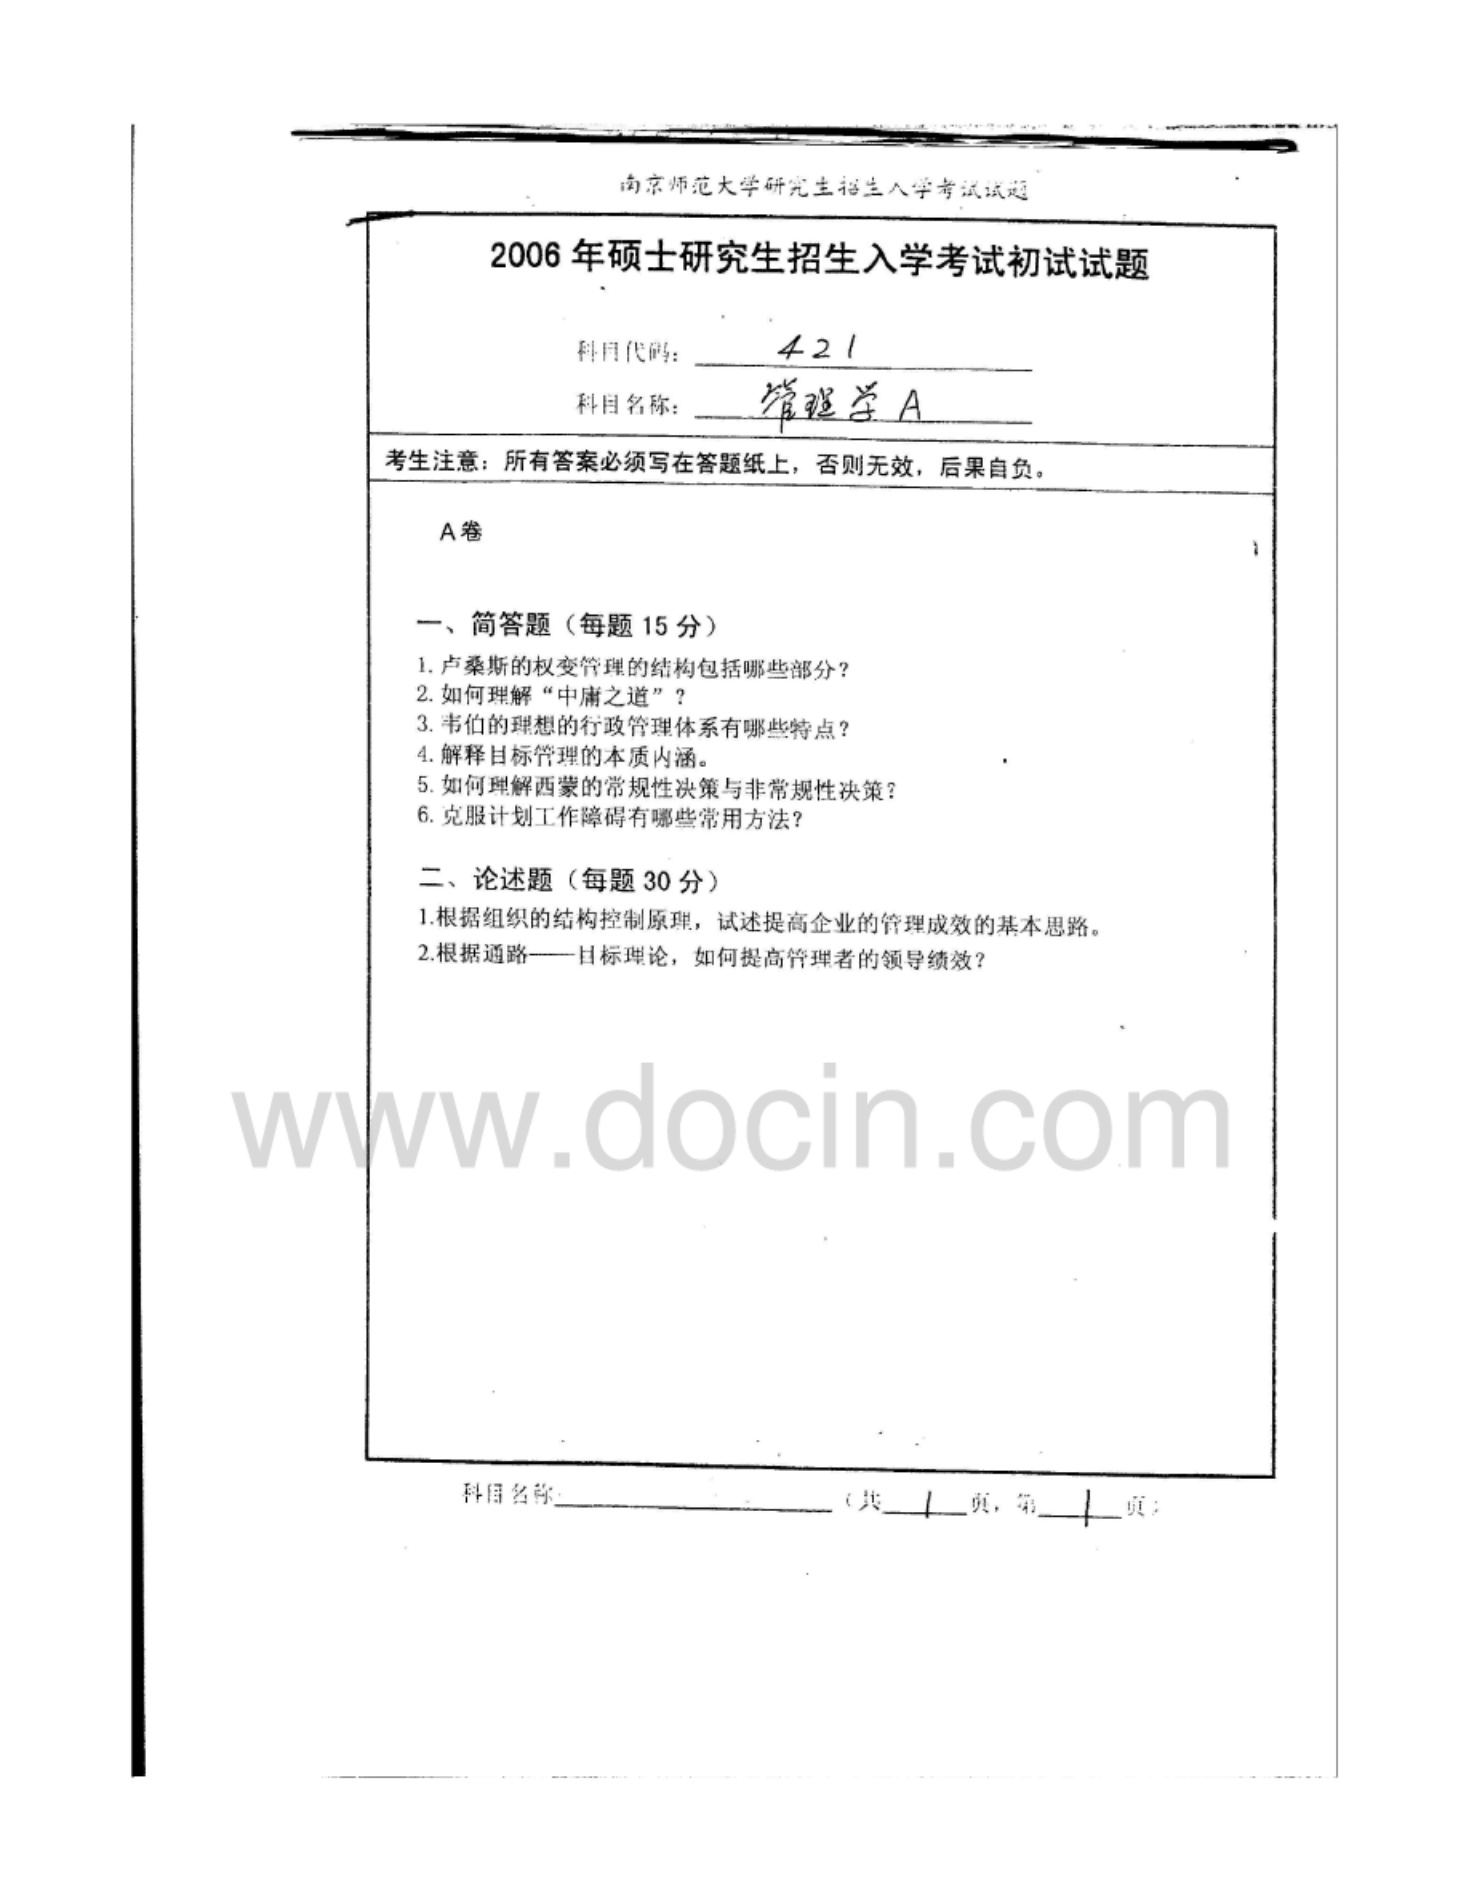 南京师范大学研究生招生入学考试试题
2006 年硕士研究生招生入学考试初试试题
科目代码： 421
科目名称： 管理学 A
考生注意：所有答案必须写在答题纸上，否则无效，后果自负。
A 卷
一、简答题（每题 15 分）
1. 卢桑斯的权变管理的结构包括哪些部分？
2. 如何理解“中庸之道”？
3. 韦伯的理想的行政管理体系有哪些特点？
4. 解释目标管理的本质内涵。
5. 如何理解西蒙的常规性决策与非常规性决策？
6. 克服计划工作障碍有哪些常用方法？
二、论述题（每题 30 分）
1.根据组织的结构控制原理，试述提高企业的管理成效的基本思路。
2.根据通路——目标理论，如何提高管理者的领导绩效？
www.docin.com
科目名称 （共 1 页，第 1 页）